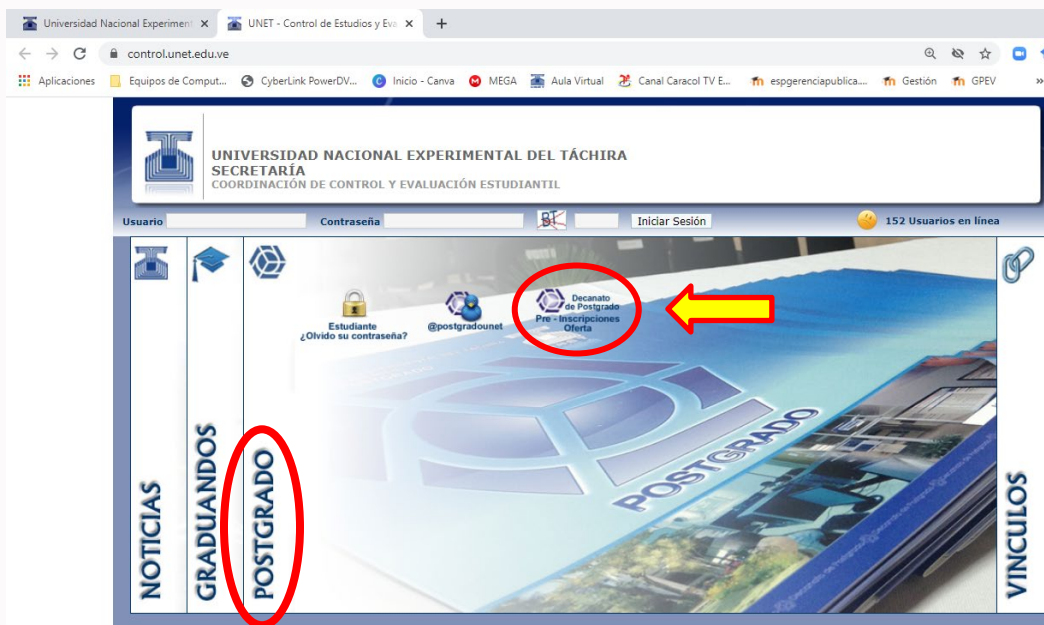 Universidad Nacional Experiment
UNET - Control de Estudios y Eva
control.unet.edu.ve
Aplicaciones
Equipos de Comput...
CyberLink PowerDV...
Inicio - Canva
MEGA
Aula Virtual
Canal Caracol TV E...
espgerenciapublica....
Gestión
GPEV
UNIVERSIDAD NACIONAL EXPERIMENTAL DEL TÁCHIRA
SECRETARÍA
COORDINACIÓN DE CONTROL Y EVALUACIÓN ESTUDIANTIL
Usuario
Contraseña
Iniciar Sesión
152 Usuarios en línea
NOTICIAS
GRADUANDOS
POSTGRADO
Estudiante
¿Olvido su contraseña?
@postgradounet
Decanato
de Postgrado
Pre - Inscripciones
Oferta
POSTGRADO
VINCULOS